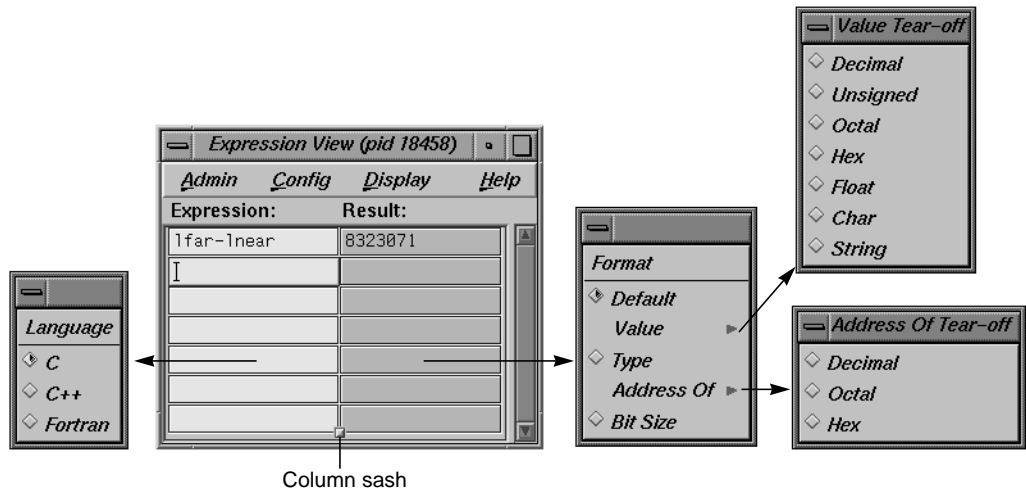 Expression View (pid 18458)
Admin Config Display Help
Expression: Result:
lfar-lnear 8323071
Language
C
C++
Fortran
Column sash
Format
Default
Value
Type
Address Of
Bit Size
Value Tear-off
Decimal
Unsigned
Octal
Hex
Float
Char
String
Address Of Tear-off
Decimal
Octal
Hex